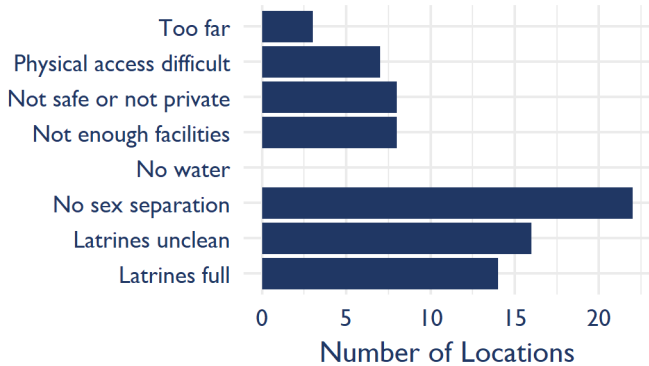 Too far
Physical access difficult
Not safe or not private
Not enough facilities
No water
No sex separation
Latrines unclean
Latrines full
0 5 10 15 20
Number of Locations